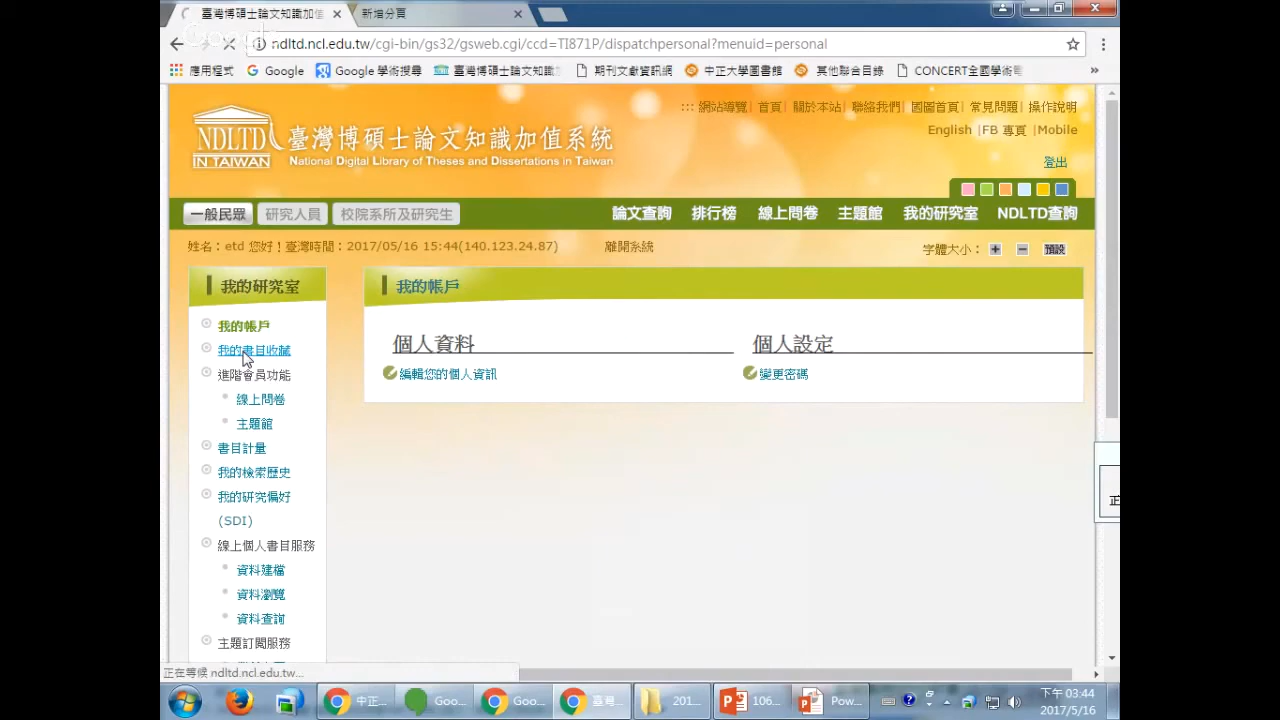 臺灣博碩士論文知識加值
新增分頁
ndltd.ncl.edu.tw/cgi-bin/gs32/gsweb.cgi/ccd=TI871P/dispatchpersonal?menuid=personal
應用程式
Google
Google 學術搜尋
臺灣博碩士論文知識
期刊文獻資訊網
中正大學圖書館
其他聯合目錄
CONCERT全國學術
»
::: 網站導覽| 首頁| 關於本站| 聯絡我們| 國圖首頁| 常見問題| 操作說明
English |FB 專頁 |Mobile
NDLTD
IN TAIWAN
臺灣博碩士論文知識加值系統
National Digital Library of Theses and Dissertations in Taiwan
登出
一般民眾
研究人員
校院系所及研究生
論文查詢
排行榜
線上問卷
主題館
我的研究室
NDLTD查詢
姓名：etd 您好！臺灣時間：2017/05/16 15:44(140.123.24.87)
離開系統
字體大小：
+
−
預設
我的研究室
我的帳戶
我的書目收藏
進階會員功能
線上問卷
主題館
書目計量
我的檢索歷史
我的研究偏好
(SDI)
線上個人書目服務
資料建檔
資料瀏覽
資料查詢
主題訂閱服務
我的帳戶
個人資料
編輯您的個人資訊
個人設定
變更密碼
正
正在等候 ndltd.ncl.edu.tw...
中正...
Goo...
Goo...
臺灣...
201...
106...
Pow...
下午 03:44
2017/5/16